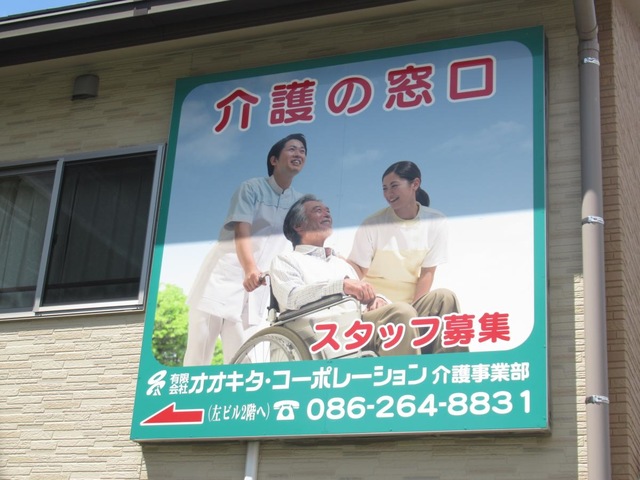 介護の窓口
スタッフ募集
有限会社オオキタ・コーポレーション 介護事業部
(左ビル2階へ) ☎ 086-264-8831